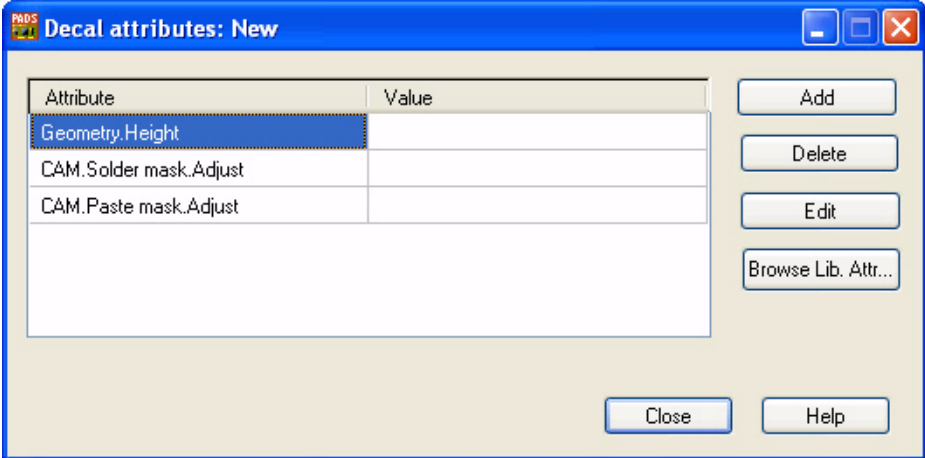 PADS
Decal attributes: New
Attribute Value
Add
Geometry.Height
CAM.Solder mask.Adjust
Delete
CAM.Paste mask.Adjust
Edit
Browse Lib. Attr...
Close Help